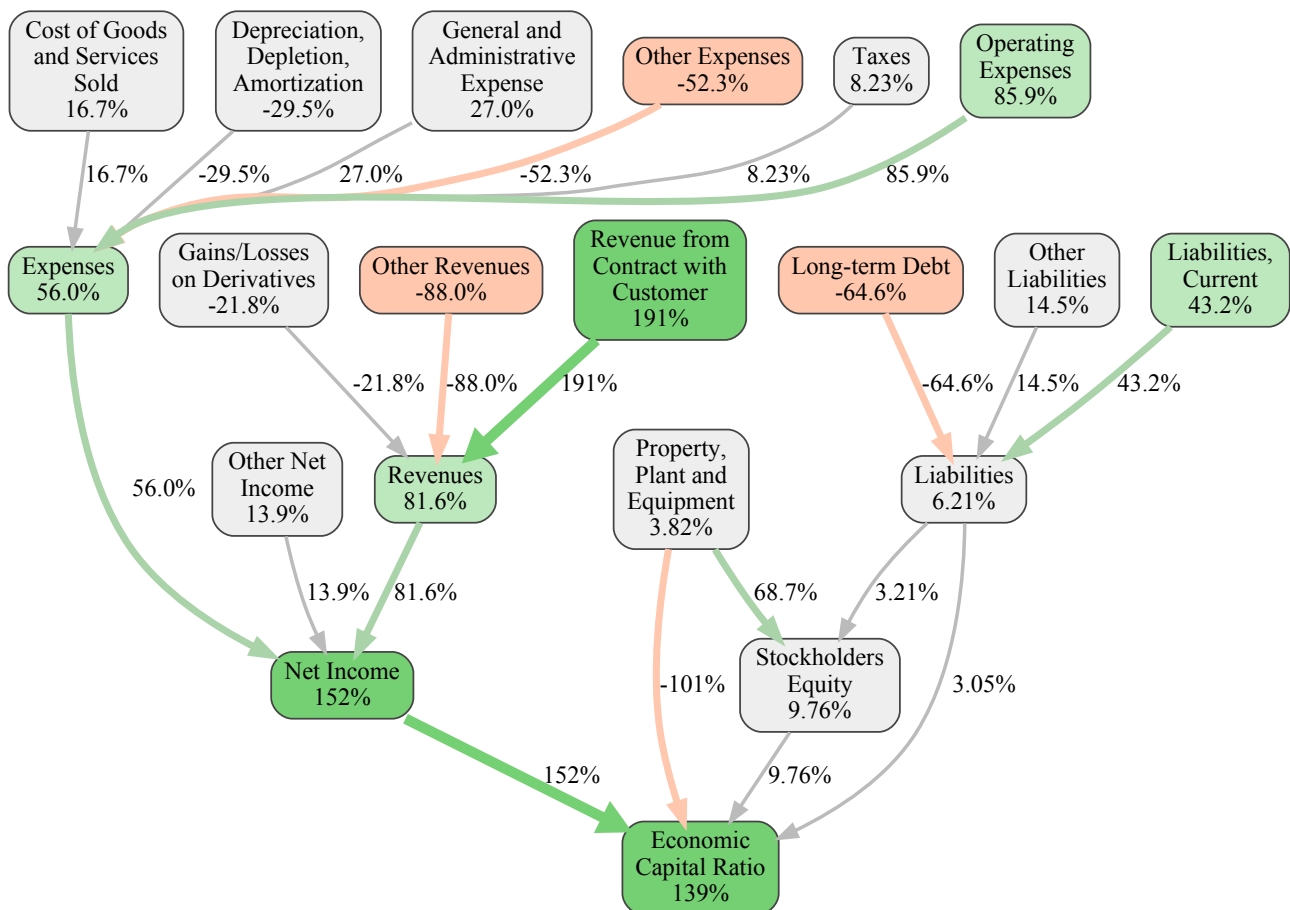 Cost of Goods
and Services
Sold
16.7%
Depreciation,
Depletion,
Amortization
-29.5%
General and
Administrative
Expense
27.0%
Other Expenses
-52.3%
Taxes
8.23%
Operating
Expenses
85.9%
16.7%
-29.5%
27.0%
-52.3%
8.23%
85.9%
Expenses
56.0%
Gains/Losses
on Derivatives
-21.8%
Other Revenues
-88.0%
Revenue from
Contract with
Customer
191%
Long-term Debt
-64.6%
Other
Liabilities
14.5%
Liabilities,
Current
43.2%
-21.8%
-88.0%
191%
-64.6%
14.5%
43.2%
56.0%
Other Net
Income
13.9%
Revenues
81.6%
Property,
Plant and
Equipment
3.82%
Liabilities
6.21%
13.9%
81.6%
68.7%
3.21%
Net Income
152%
-101%
Stockholders
Equity
9.76%
3.05%
152%
9.76%
Economic
Capital Ratio
139%